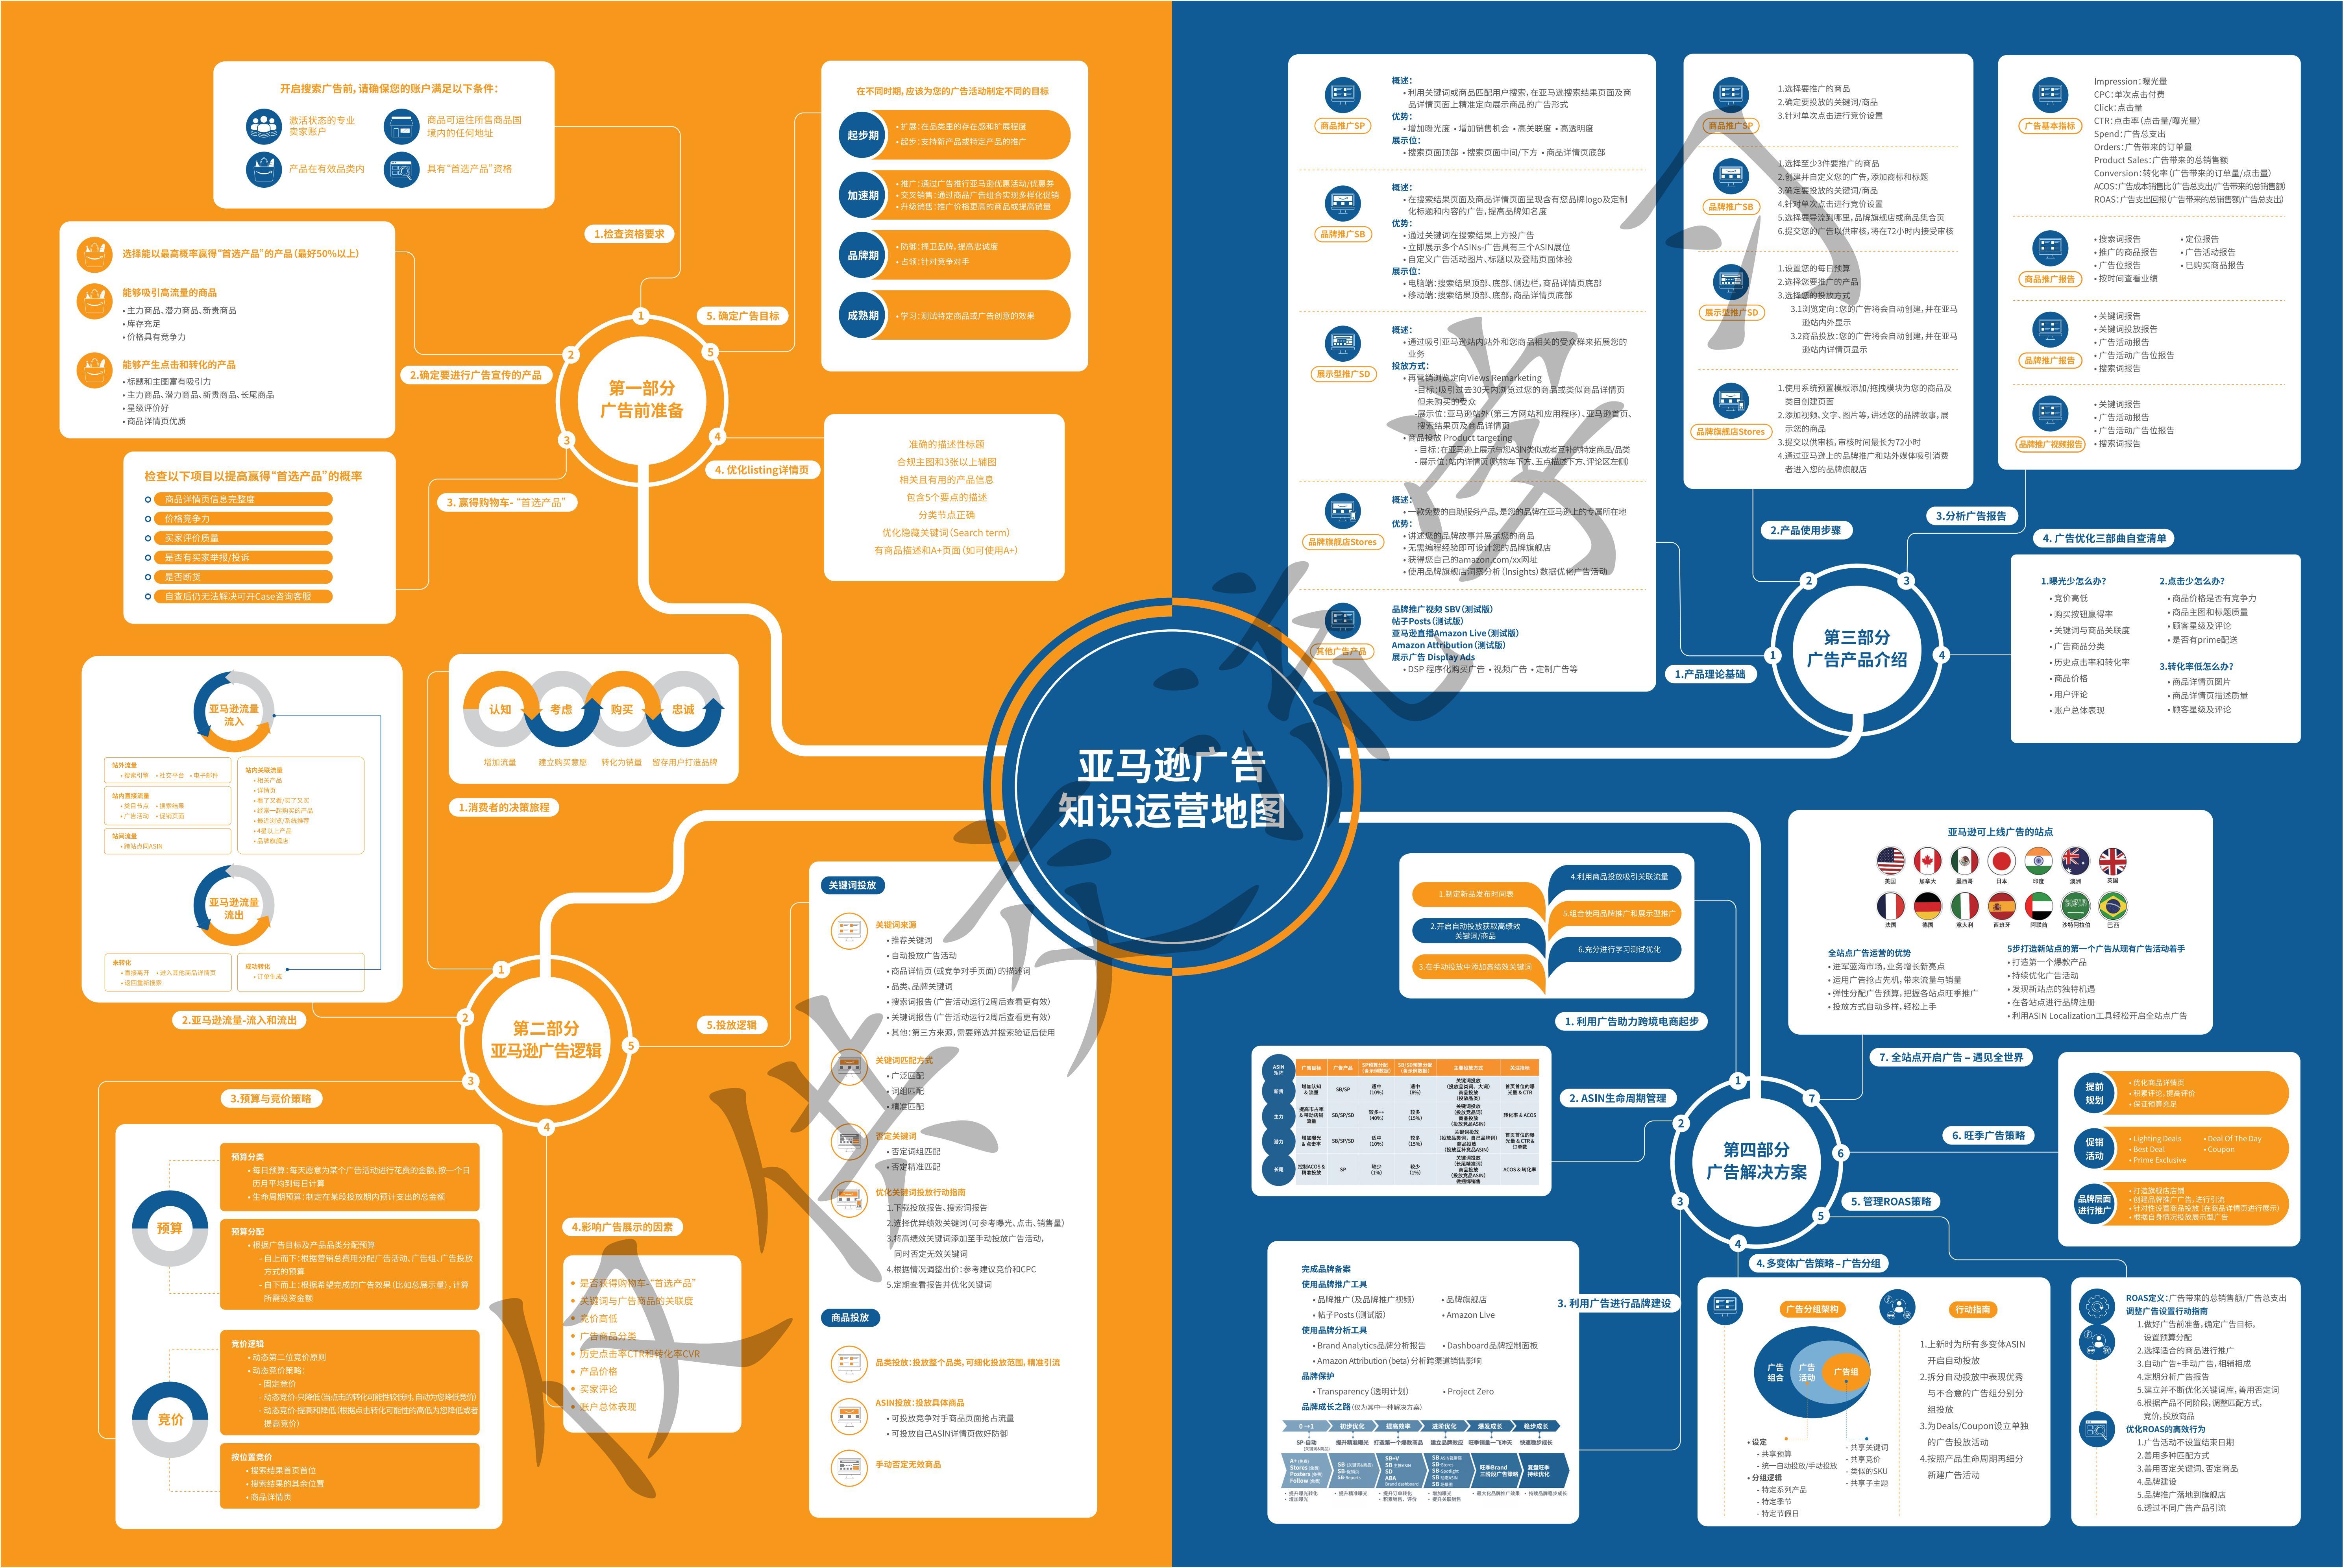 亚马逊广告
知识运营地图
第一部分
广告前准备
1.检查资格要求
开启搜索广告前,请确保您的账户满足以下条件：
激活状态的专业
卖家账户
商品可运往所售商品国
境内的任何地址
产品在有效品类内
具有“首选产品”资格
2.确定要进行广告宣传的产品
选择能以最高概率赢得“首选产品”的产品（最好50%以上）
能够吸引高流量的商品
• 主力商品、潜力商品、新贵商品
• 库存充足
• 价格具有竞争力
能够产生点击和转化的产品
• 标题和主图富有吸引力
• 主力商品、潜力商品、新贵商品、长尾商品
• 星级评价好
• 商品详情页优质
3. 赢得购物车- “首选产品”
检查以下项目以提高赢得“首选产品”的概率
商品详情页信息完整度
价格竞争力
买家评价质量
是否有买家举报/投诉
是否断货
自查后仍无法解决可开Case咨询客服
4. 优化listing详情页
准确的描述性标题
合规主图和3张以上辅图
相关且有用的产品信息
包含5个要点的描述
分类节点正确
优化隐藏关键词（Search term）
有商品描述和A+页面（如可使用A+）
5. 确定广告目标
在不同时期,应该为您的广告活动制定不同的目标
起步期
• 扩展：在品类里的存在感和扩展程度
• 起步：支持新产品或特定产品的推广
加速期
• 推广：通过广告推行亚马逊优惠活动/优惠券
• 交叉销售：通过商品广告组合实现多样化促销
• 升级销售：推广价格更高的商品或提高销量
品牌期
• 防御：捍卫品牌,提高忠诚度
• 占领：针对竞争对手
成熟期
• 学习：测试特定商品或广告创意的效果
第二部分
亚马逊广告逻辑
1.消费者的决策旅程
认知 考虑 购买 忠诚
增加流量 建立购买意愿 转化为销量 留存用户打造品牌
2.亚马逊流量-流入和流出
亚马逊流量
流入
站外流量
• 搜索引擎 • 社交平台 • 电子邮件
站内直接流量
• 类目节点 • 搜索结果
• 广告活动 • 促销页面
站间流量
• 跨站点同ASIN
站内关联流量
• 相关产品
• 详情页
• 看了又看/买了又买
• 经常一起购买的产品
• 最近浏览/系统推荐
• 4星以上产品
• 品牌旗舰店
亚马逊流量
流出
未转化
• 直接离开 • 进入其他商品详情页
• 返回重新搜索
成功转化
• 订单生成
3.预算与竞价策略
预算
预算分类
• 每日预算：每天愿意为某个广告活动进行花费的金额,按一个日
历月平均到每日计算
• 生命周期预算：制定在某段投放期内预计支出的总金额
预算分配
• 根据广告目标及产品品类分配预算
- 自上而下：根据营销总费用分配广告活动、广告组、广告投放
方式的预算
- 自下而上：根据希望完成的广告效果（比如总展示量）,计算
所需投资金额
竞价
竞价逻辑
• 动态第二位竞价原则
• 动态竞价策略：
- 固定竞价
- 动态竞价-只降低（当点击的转化可能性较低时,自动为您降低竞价）
- 动态竞价-提高和降低（根据点击转化可能性的高低为您降低或者
提高竞价）
按位置竞价
• 搜索结果首页首位
• 搜索结果的其余位置
• 商品详情页
4.影响广告展示的因素
• 是否获得购物车-“首选产品”
• 关键词与广告商品的关联度
• 竞价高低
• 广告商品分类
• 历史点击率CTR和转化率CVR
• 产品价格
• 买家评论
• 账户总体表现
5.投放逻辑
关键词投放
关键词来源
• 推荐关键词
• 自动投放广告活动
• 商品详情页（或竞争对手页面）的描述词
• 品类、品牌关键词
• 搜索词报告（广告活动运行2周后查看更有效）
• 关键词报告（广告活动运行2周后查看更有效）
• 其他：第三方来源,需要筛选并搜索验证后使用
关键词匹配方式
• 广泛匹配
• 词组匹配
• 精准匹配
否定关键词
• 否定词组匹配
• 否定精准匹配
优化关键词投放行动指南
1.下载投放报告、搜索词报告
2.选择优异绩效关键词（可参考曝光、点击、销售量）
3.将高绩效关键词添加至手动投放广告活动,
同时否定无效关键词
4.根据情况调整出价：参考建议竞价和CPC
5.定期查看报告并优化关键词
商品投放
品类投放：投放整个品类,可细化投放范围,精准引流
ASIN投放：投放具体商品
• 可投放竞争对手商品页面抢占流量
• 可投放自己ASIN详情页做好防御
手动否定无效商品
第三部分
广告产品介绍
1.产品理论基础
商品推广SP
概述：
• 利用关键词或商品匹配用户搜索,在亚马逊搜索结果页面及商
品详情页面上精准定向展示商品的广告形式
优势：
• 增加曝光度 • 增加销售机会 • 高关联度 • 高透明度
展示位：
• 搜索页面顶部 • 搜索页面中间/下方 • 商品详情页底部
品牌推广SB
概述：
• 在搜索结果页面及商品详情页面呈现含有您品牌logo及定制
化标题和内容的广告,提高品牌知名度
优势：
• 通过关键词在搜索结果上方投广告
• 立即展示多个ASINs-广告具有三个ASIN展位
• 自定义广告活动图片、标题以及登陆页面体验
展示位：
• 电脑端：搜索结果顶部、底部、侧边栏,商品详情页底部
• 移动端：搜索结果顶部、底部,商品详情页底部
展示型推广SD
概述：
• 通过吸引亚马逊站内站外和您商品相关的受众群来拓展您的
业务
投放方式：
• 再营销浏览定向Views Remarketing
-目标：吸引过去30天内浏览过您的商品或类似商品详情页
但未购买的受众
-展示位：亚马逊站外（第三方网站和应用程序）、亚马逊首页、
搜索结果页及商品详情页
• 商品投放 Product targeting
- 目标：在亚马逊上展示与您ASIN类似或者互补的特定商品/品类
- 展示位：站内详情页（购物车下方、五点描述下方、评论区左侧）
品牌旗舰店Stores
概述：
• 一款免费的自助服务产品,是您的品牌在亚马逊上的专属所在地
优势：
• 讲述您的品牌故事并展示您的商品
• 无需编程经验即可设计您的品牌旗舰店
• 获得您自己的amazon.com/xx网址
• 使用品牌旗舰店洞察分析（Insights）数据优化广告活动
其他广告产品
品牌推广视频 SBV（测试版）
帖子Posts（测试版）
亚马逊直播Amazon Live（测试版）
Amazon Attribution（测试版）
展示广告 Display Ads
• DSP 程序化购买广告 • 视频广告 • 定制广告等
2.产品使用步骤
商品推广SP
1.选择要推广的商品
2.确定要投放的关键词/商品
3.针对单次点击进行竞价设置
品牌推广SB
1.选择至少3件要推广的商品
2.创建并自定义您的广告,添加商标和标题
3.确定要投放的关键词/商品
4.针对单次点击进行竞价设置
5.选择要导流到哪里,品牌旗舰店或商品集合页
6.提交您的广告以供审核,将在72小时内接受审核
展示型推广SD
1.设置您的每日预算
2.选择您要推广的产品
3.选择您的投放方式
3.1浏览定向：您的广告将会自动创建,并在亚马
逊站内外显示
3.2商品投放：您的广告将会自动创建,并在亚马
逊站内详情页显示
品牌旗舰店Stores
1.使用系统预置模板添加/拖拽模块为您的商品及
类目创建页面
2.添加视频、文字、图片等,讲述您的品牌故事,展
示您的商品
3.提交以供审核,审核时间最长为72小时
4.通过亚马逊上的品牌推广和站外媒体吸引消费
者进入您的品牌旗舰店
3.分析广告报告
广告基本指标
Impression：曝光量
CPC：单次点击付费
Click：点击量
CTR：点击率（点击量/曝光量）
Spend：广告总支出
Orders：广告带来的订单量
Product Sales：广告带来的总销售额
Conversion：转化率（广告带来的订单量/点击量）
ACOS：广告成本销售比（广告总支出/广告带来的总销售额）
ROAS：广告支出回报（广告带来的总销售额/广告总支出）
商品推广报告
• 搜索词报告 • 定位报告
• 推广的商品报告 • 广告活动报告
• 广告位报告 • 已购买商品报告
• 按时间查看业绩
品牌推广报告
• 关键词报告
• 关键词投放报告
• 广告活动报告
• 广告活动广告位报告
• 搜索词报告
品牌推广视频报告
• 关键词报告
• 广告活动报告
• 广告活动广告位报告
• 搜索词报告
4. 广告优化三部曲自查清单
1.曝光少怎么办？
• 竞价高低
• 购买按钮赢得率
• 关键词与商品关联度
• 广告商品分类
• 历史点击率和转化率
• 商品价格
• 用户评论
• 账户总体表现
2.点击少怎么办？
• 商品价格是否有竞争力
• 商品主图和标题质量
• 顾客星级及评论
• 是否有prime配送
3.转化率低怎么办？
• 商品详情页图片
• 商品详情页描述质量
• 顾客星级及评论
第四部分
广告解决方案
1. 利用广告助力跨境电商起步
1.制定新品发布时间表
2.开启自动投放获取高绩效
关键词/商品
3.在手动投放中添加高绩效关键词
4.利用商品投放吸引关联流量
5.组合使用品牌推广和展示型推广
6.充分进行学习测试优化
2. ASIN生命周期管理
ASIN
矩阵
广告目标 广告产品 SP预算分配（含示例数据） SB/SD预算分配（含示例数据） 主要投放方式 关注指标
新贵 增加认知&流量 SB/SP 适中（10%） 适中（8%） 关键词投放（投放品类词、大词）商品投放（投放品类） 首页首位的曝光量 & CTR
主力 提高市占率&带动店铺流量 SB/SP/SD 较多++（40%） 较多（15%） 关键词投放（投放竞品词）商品投放（投放竞品ASIN） 转化率 & ACOS
潜力 增加曝光&点击率 SB/SP/SD 适中（10%） 较多（15%） 关键词投放（投放品类词，自己品牌词）商品投放（投放互补竞品ASIN） 首页首位的曝光量 & CTR & 订单数
长尾 控制ACOS&精准投放 SP 较少（1%） 较少（1%） 关键词投放（长尾精准词）商品投放（投放竞品ASIN）做捆绑销售 ACOS & 转化率
3. 利用广告进行品牌建设
完成品牌备案
使用品牌推广工具
• 品牌推广（及品牌推广视频） • 品牌旗舰店
• 帖子Posts（测试版） • Amazon Live
使用品牌分析工具
• Brand Analytics品牌分析报告 • Dashboard品牌控制面板
• Amazon Attribution (beta) 分析跨渠道销售影响
品牌保护
• Transparency（透明计划） • Project Zero
品牌成长之路（仅为其中一种解决方案）
0→1 初步优化 提高效率 进阶优化 爆发成长 稳步成长
SP-自动 提升精准曝光 打造第一个爆款商品 建立品牌效应 旺季销量一飞冲天 快速稳步成长
A+（免费）
Stores（免费）
Posters（免费）
Follow（免费）
SB-Reports
SB+V
SD
ABA
Brand dashboard
SB-Stores
SB-Spotlight
旺季Brand
三阶段广告策略
复盘旺季
持续优化
• 提升曝光转化
• 增加曝光
• 提升精准曝光
• 提升订单转化
• 积累销售、评价
• 增加曝光
• 提升关联销售
• 最大化品牌推广效果
• 持续品牌稳步成长
4. 多变体广告策略 – 广告分组
广告分组架构
广告
组合
广告
活动
广告组
• 设定
- 共享预算
- 统一自动投放/手动投放
• 分组逻辑
- 特定系列产品
- 特定季节
- 特定节假日
- 共享关键词
- 共享竞价
- 类似的SKU
- 共享子主题
行动指南
1.上新时为所有多变体ASIN
开启自动投放
2.拆分自动投放中表现优秀
与不合意的广告组分别分
组投放
3.为Deals/Coupon设立单独
的广告投放活动
4.按照产品生命周期再细分
新建广告活动
5. 管理ROAS策略
ROAS定义：广告带来的总销售额/广告总支出
调整广告设置行动指南
1.做好广告前准备,确定广告目标,
设置预算分配
2.选择适合的商品进行推广
3.自动广告+手动广告,相辅相成
4.定期分析广告报告
5.建立并不断优化关键词库,善用否定词
6.根据产品不同阶段,调整匹配方式,
竞价,投放商品
优化ROAS的高效行为
1.广告活动不设置结束日期
2.善用多种匹配方式
3.善用否定关键词、否定商品
4.品牌建设
5.品牌推广落地到旗舰店
6.透过不同广告产品引流
6. 旺季广告策略
提前
规划
• 优化商品详情页
• 积累评论,提高评价
• 保证预算充足
促销
活动
• Lighting Deals • Deal Of The Day
• Best Deal • Coupon
• Prime Exclusive
品牌层面
进行推广
• 打造旗舰店店铺
• 创建品牌推广广告,进行引流
• 针对性设置商品投放（在商品详情页进行展示）
• 根据自身情况投放展示型广告
7. 全站点开启广告 – 遇见全世界
亚马逊可上线广告的站点
美国 加拿大 墨西哥 日本 印度 澳洲 英国
法国 德国 意大利 西班牙 阿联酋 沙特阿拉伯 巴西
全站点广告运营的优势
• 进军蓝海市场,业务增长新亮点
• 运用广告抢占先机,带来流量与销量
• 弹性分配广告预算,把握各站点旺季推广
• 投放方式自动多样,轻松上手
5步打造新站点的第一个广告从现有广告活动着手
• 打造第一个爆款产品
• 持续优化广告活动
• 发现新站点的独特机遇
• 在各站点进行品牌注册
• 利用ASIN Localization工具轻松开启全站点广告
1
2
3
4
5
1
2
3
4
5
1
2
3
4
1
2
3
4
5
6
7